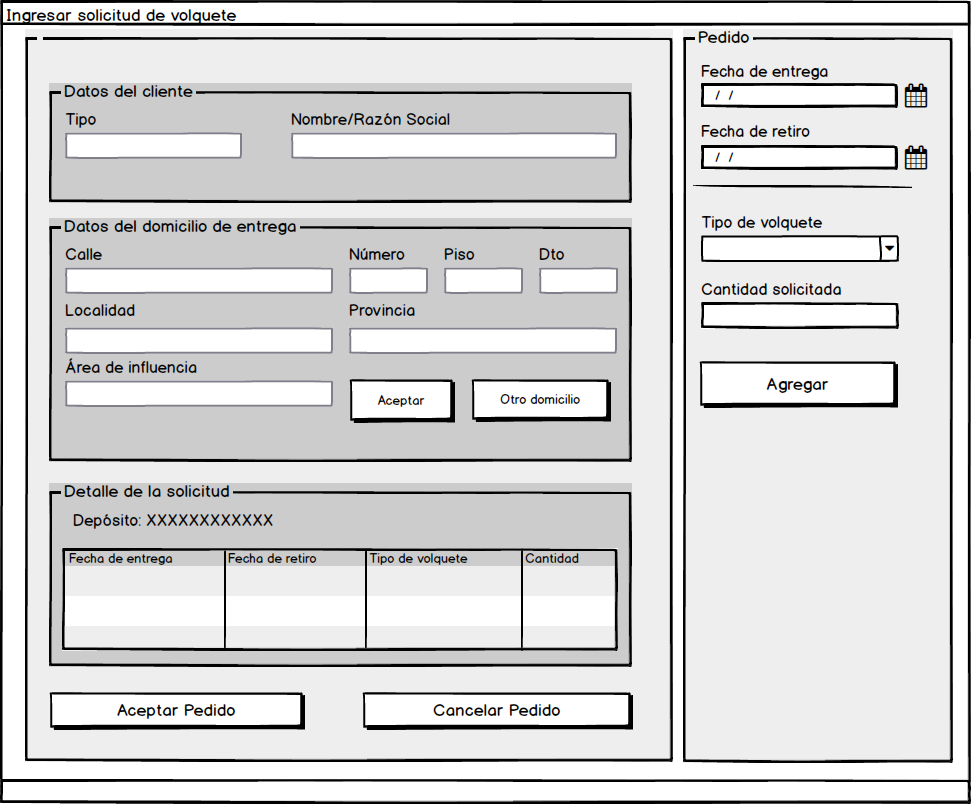 Ingresar solicitud de volquete
Datos del cliente
Tipo
Nombre/Razón Social
Datos del domicilio de entrega
Calle
Número
Piso
Dto
Localidad
Provincia
Área de influencia
Aceptar
Otro domicilio
Detalle de la solicitud
Depósito: XXXXXXXXXXXX
Fecha de entrega
Fecha de retiro
Tipo de volquete
Cantidad
Aceptar Pedido
Cancelar Pedido
Pedido
Fecha de entrega
/ /
Fecha de retiro
/ /
Tipo de volquete
Cantidad solicitada
Agregar